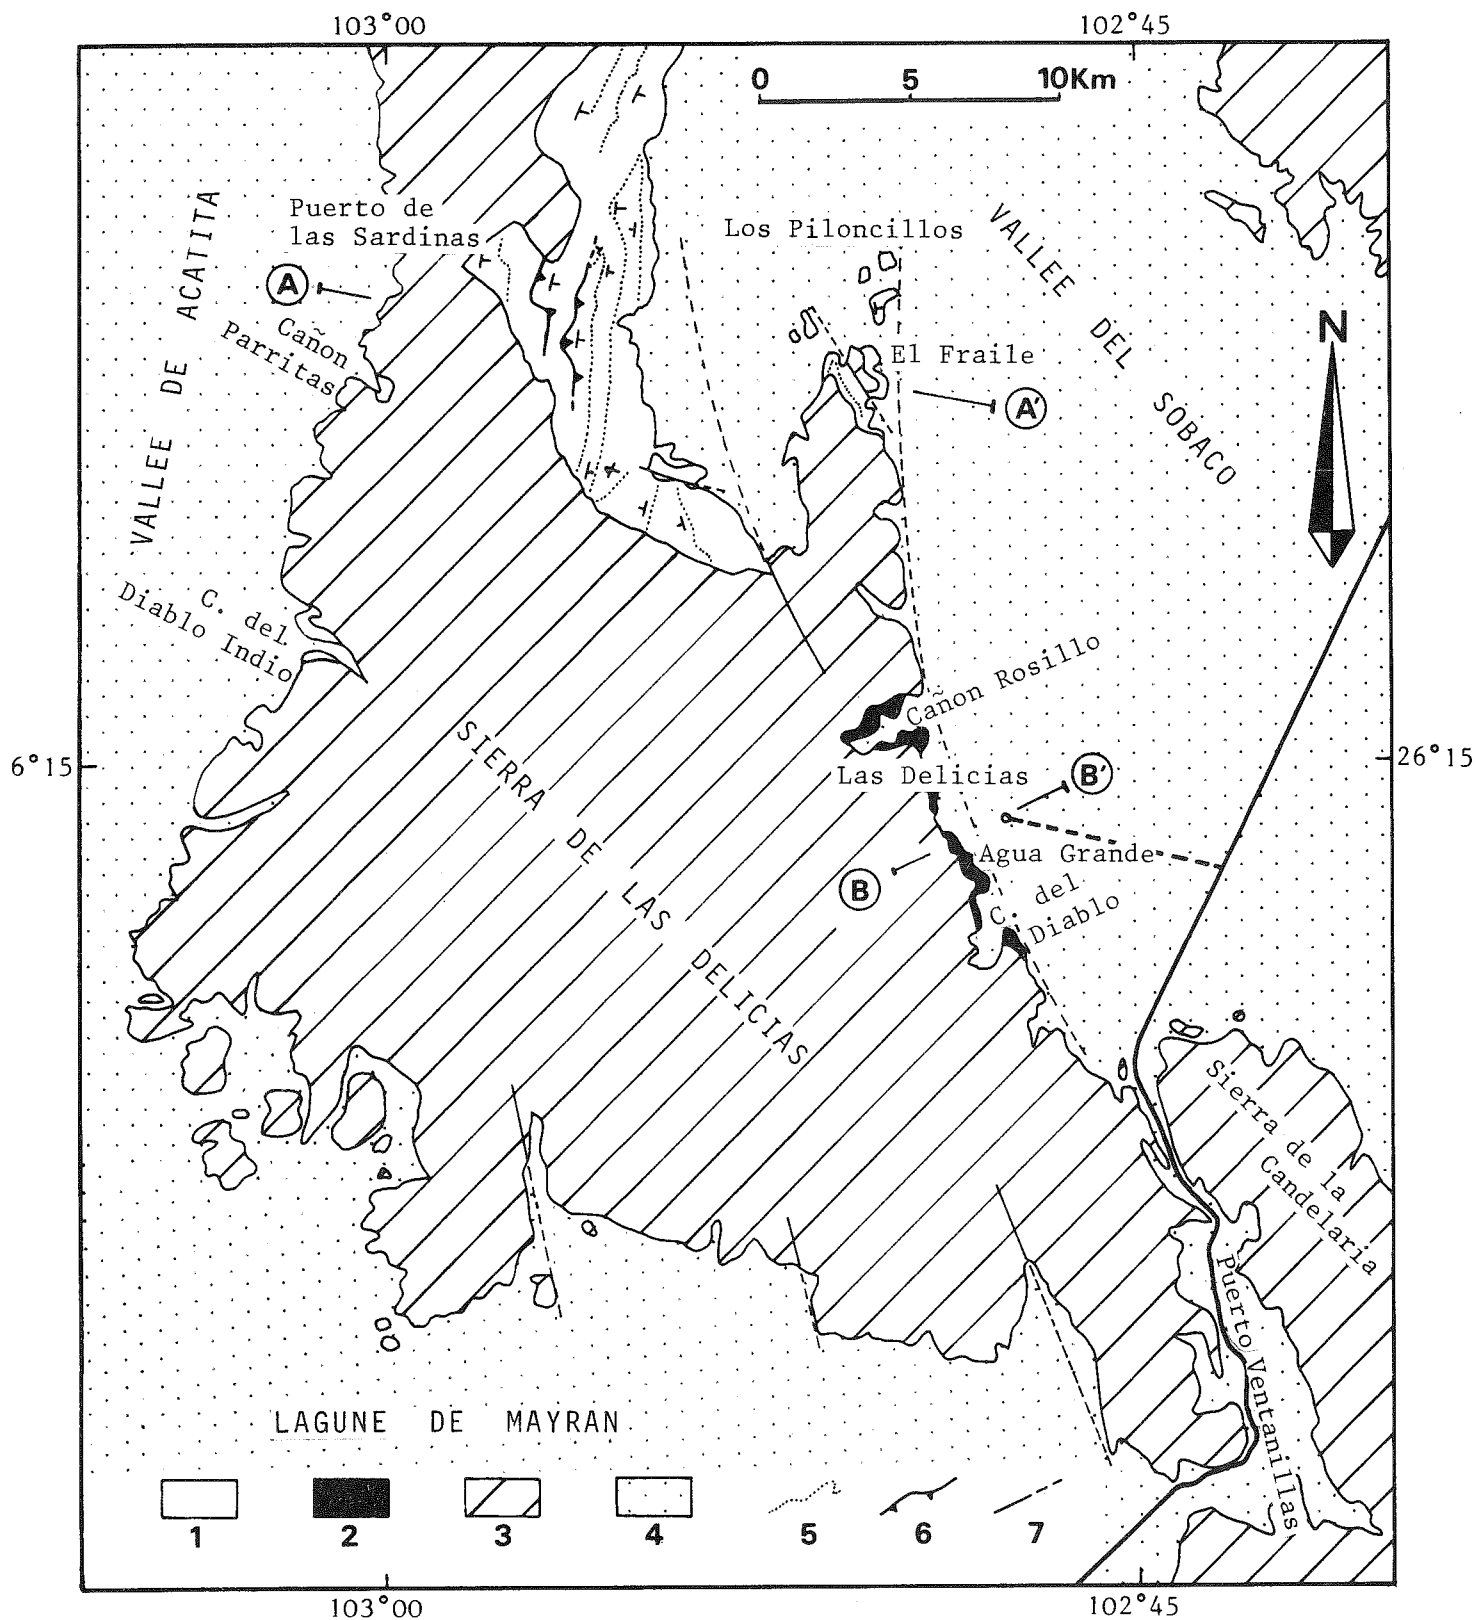 103°00
102°45
0 5 10Km
Puerto de
las Sardinas
Los Piloncillos
VALLEE DEL SOBACO
VALLEE DE ACATITA
A
Cañon
Parritas
El Fraile
A'
N
C. del
Diablo Indio
Cañon Rosillo
SIERRA DE LAS DELICIAS
6°15
26°15
Las Delicias
B'
Agua Grande
B
C. del
Diablo
Sierra de la
Candelaria
Puerto Ventanillas
LAGUNE DE MAYRAN
1 2 3 4 5 6 7
103°00
102°45